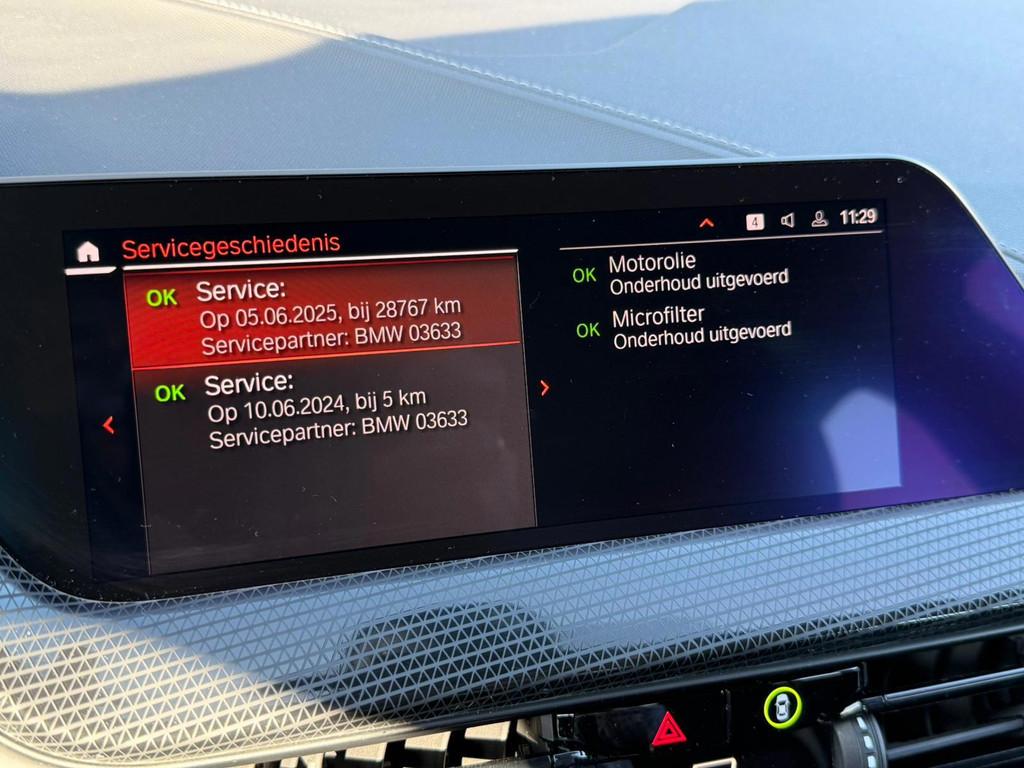 Servicegeschiedenis
4
11:29
OK Service:
Op 05.06.2025, bij 28767 km
Servicepartner: BMW 03633
OK Service:
Op 10.06.2024, bij 5 km
Servicepartner: BMW 03633
OK Motorolie
Onderhoud uitgevoerd
OK Microfilter
Onderhoud uitgevoerd